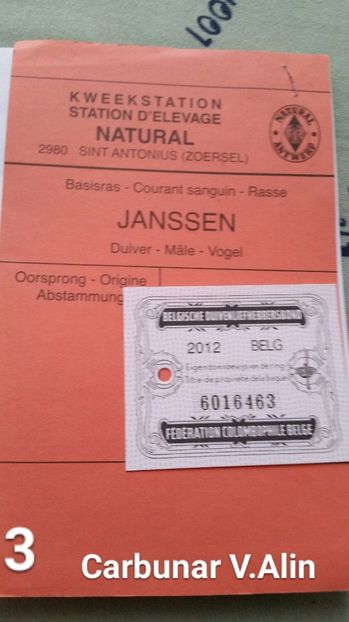 LOON
KWEEKSTATION
STATION D'ELEVAGE
NATURAL
2980 SINT ANTONIUS (ZOERSEL)
NATURAL
ANTWERP
Basisras - Courant sanguin - Rasse
JANSSEN
Duiver - Mâle - Vogel
Oorsprong - Origine
Abstammung
BELGISCHE DUIVENLIEFHEBBERSBOND
2012 BELG
Eigendomsbewijs van de ring
Titre de propriété de la bague
6016463
FEDERATION COLOMBOPHILE BELGE
3
Carbunar V.Alin